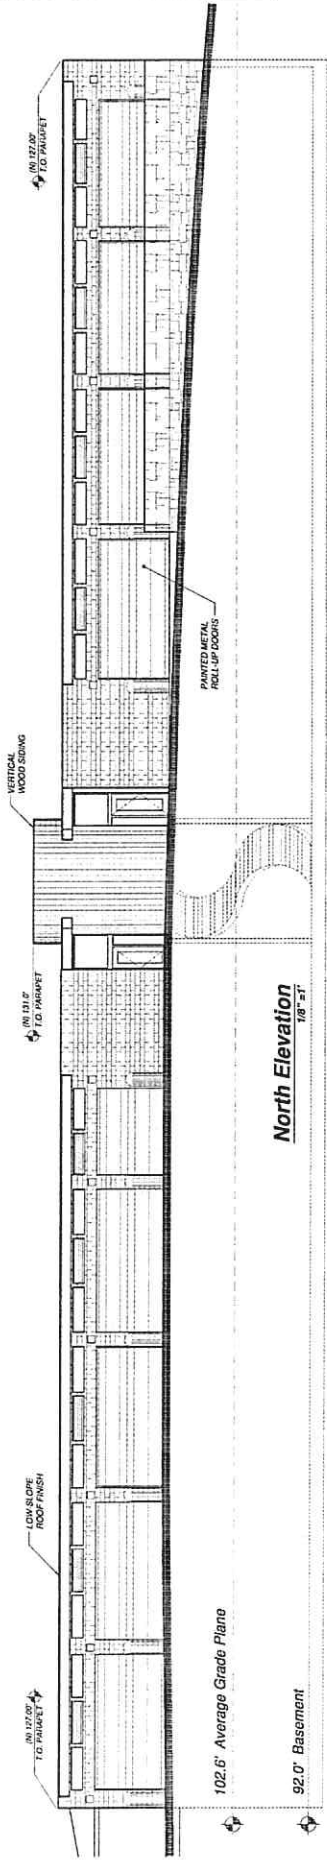 (N) 127.00'
T.O. PARAPET
LOW SLOPE
ROOF FINISH
(N) 131.0'
T.O. PARAPET
VERTICAL
WOOD SIDING
(N) 127.00'
T.O. PARAPET
PAINTED METAL
ROLL-UP DOORS
102.6' Average Grade Plane
92.0' Basement
North Elevation
1/8" =1'